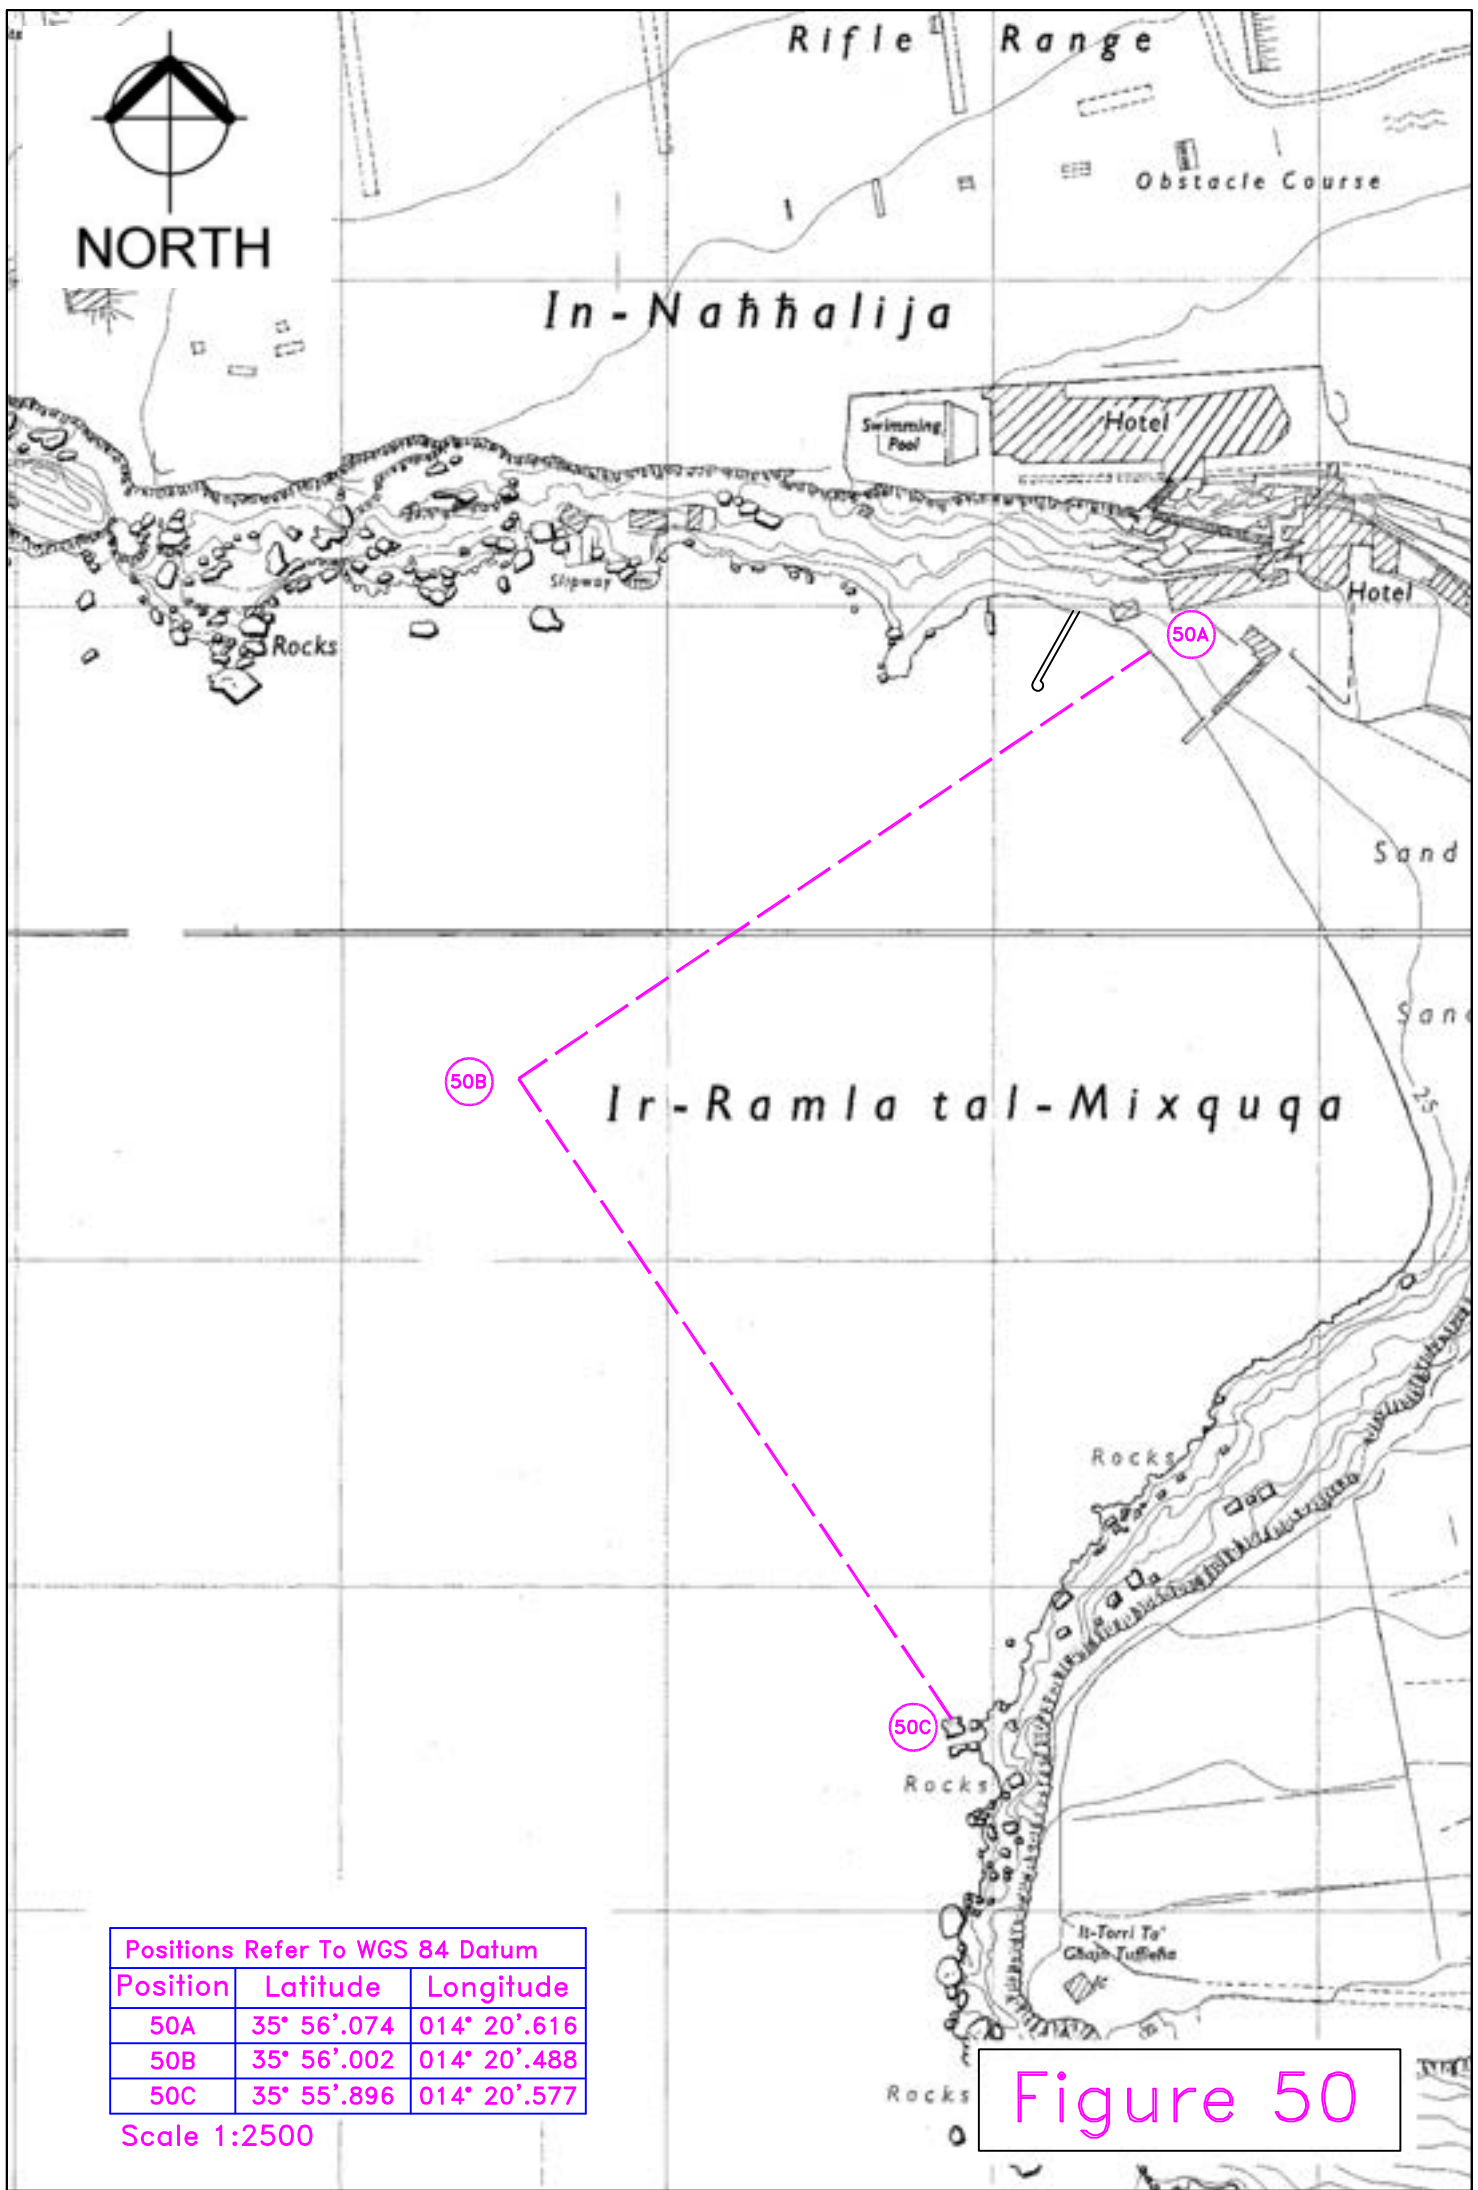 Rifle Range
NORTH
Obstacle Course
In-Naħħalija
Swimming Pool
Hotel
Slipway
Hotel
Rocks
50A
Sand
Sand
50B
Ir-Ramla tal-Mixquqa
25
Rocks
50C
Rocks
It-Torri Ta'
Għajn Tuffieħa
Positions Refer To WGS 84 Datum
Position Latitude Longitude
50A 35° 56'.074 014° 20'.616
50B 35° 56'.002 014° 20'.488
50C 35° 55'.896 014° 20'.577
Scale 1:2500
Rocks
Figure 50